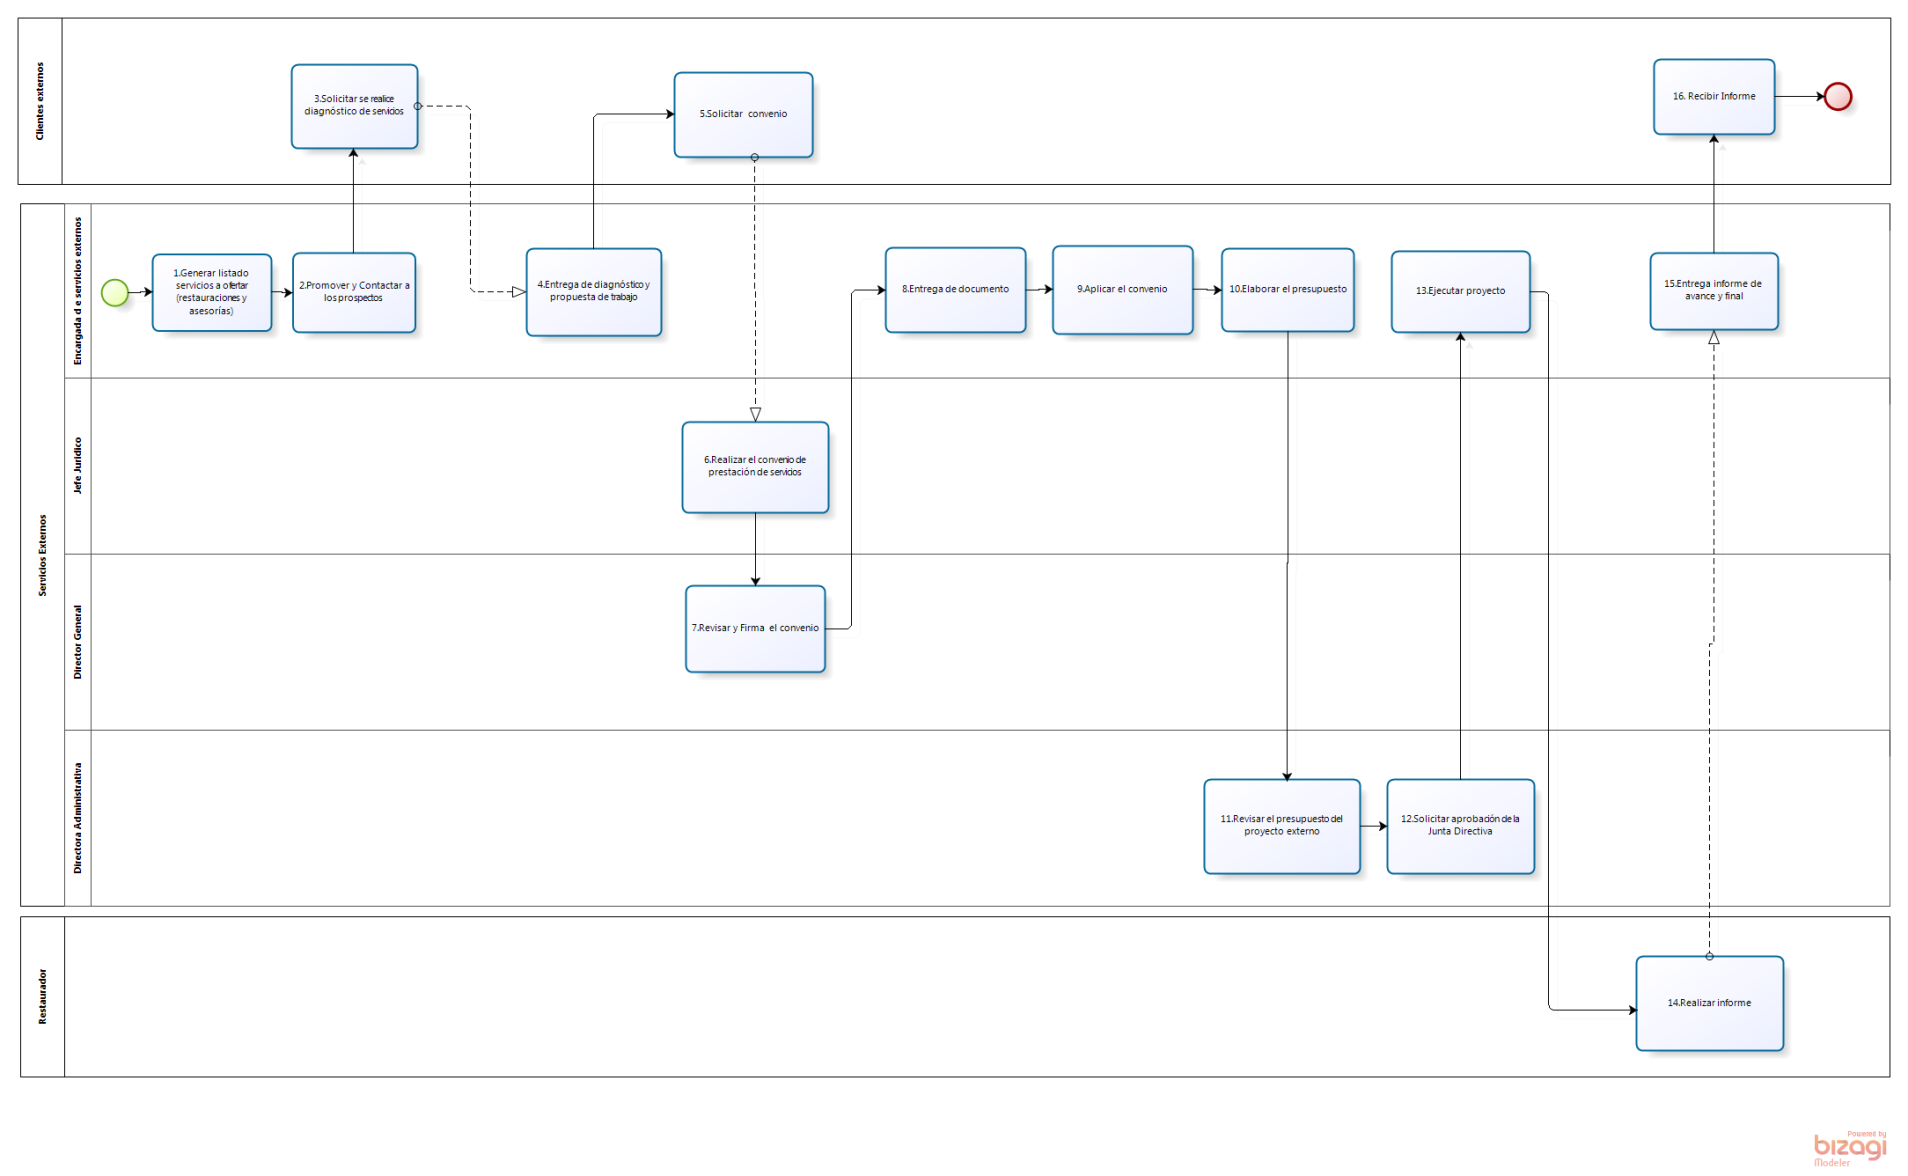 Clientes externos
3.Solicitar se realice
diagnóstico de servicios
5.Solicitar convenio
16. Recibir Informe
Servicios Externos
Encargada d e servicios externos
1.Generar listado
servicios a ofertar
(restauraciones y
asesorías)
2.Promover y Contactar a
los prospectos
4.Entrega de diagnóstico y
propuesta de trabajo
8.Entrega de documento
9.Aplicar el convenio
10.Elaborar el presupuesto
13.Ejecutar proyecto
15.Entrega informe de
avance y final
Jefe Juridico
6.Realizar el convenio de
prestación de servicios
Director General
7.Revisar y Firma el convenio
Directora Administrativa
11.Revisar el presupuesto del
proyecto externo
12.Solicitar aprobación de la
Junta Directiva
Restaurador
14.Realizar informe
Powered by
bizagi
Modeler